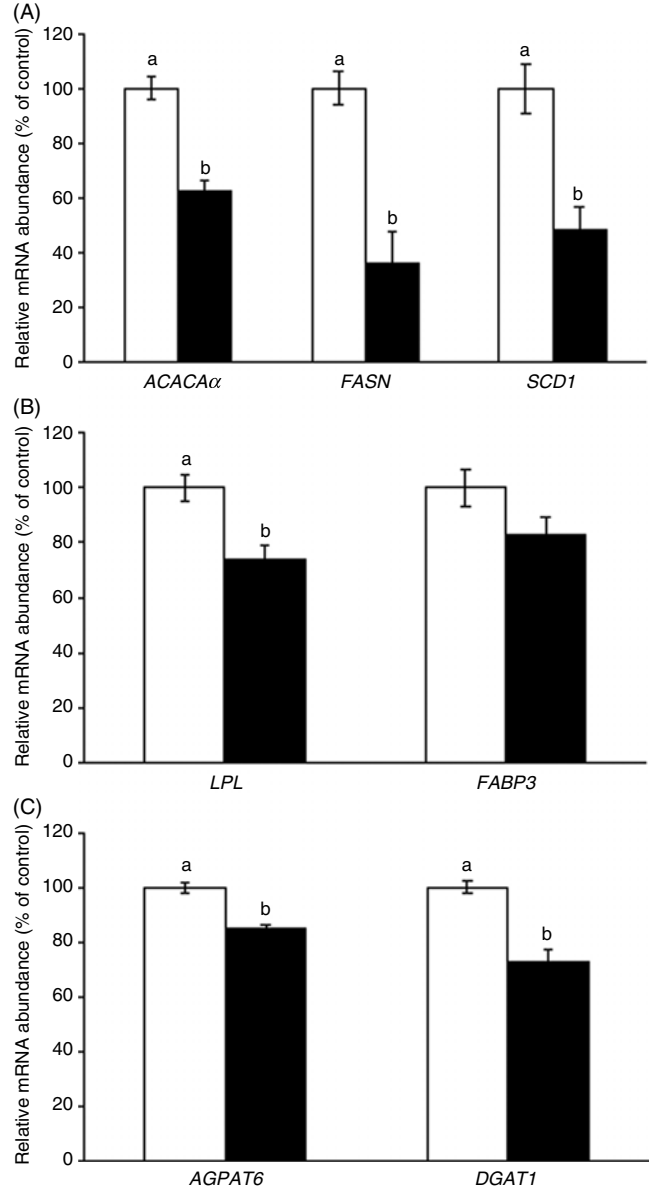 (A)
Relative mRNA abundance (% of control)
120
100
80
60
40
20
0
a
b
a
b
a
b
ACACAα
FASN
SCD1
(B)
Relative mRNA abundance (% of control)
120
100
80
60
40
20
0
a
b
LPL
FABP3
(C)
Relative mRNA abundance (% of control)
120
100
80
60
40
20
0
a
b
a
b
AGPAT6
DGAT1